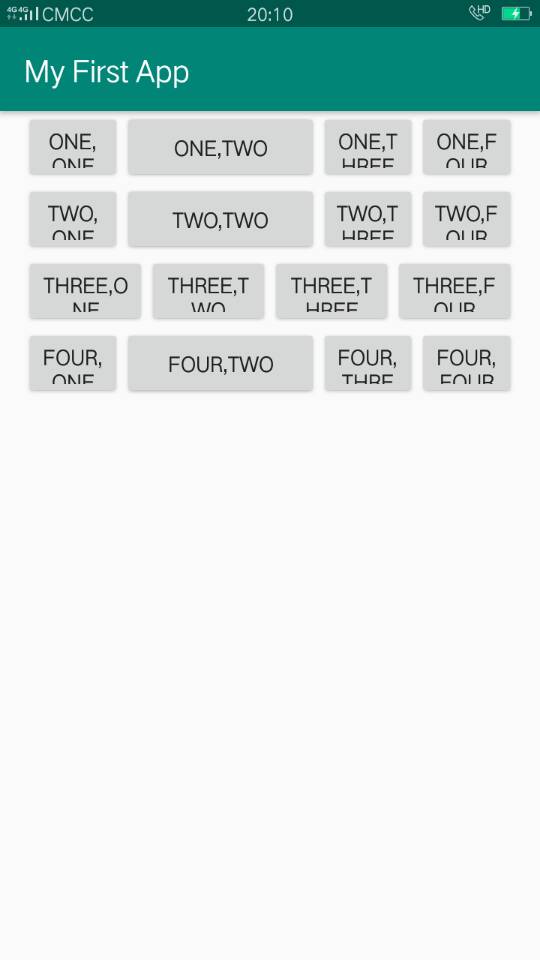 4G 4G CMCC 20:10 HD
My First App
ONE,
ONE
ONE,TWO
ONE,T
HREE
ONE,F
OUR
TWO,
ONE
TWO,TWO
TWO,T
HREE
TWO,F
OUR
THREE,O
NE
THREE,T
WO
THREE,T
HREE
THREE,F
OUR
FOUR,
ONE
FOUR,TWO
FOUR,
THRE
FOUR,
FOUR